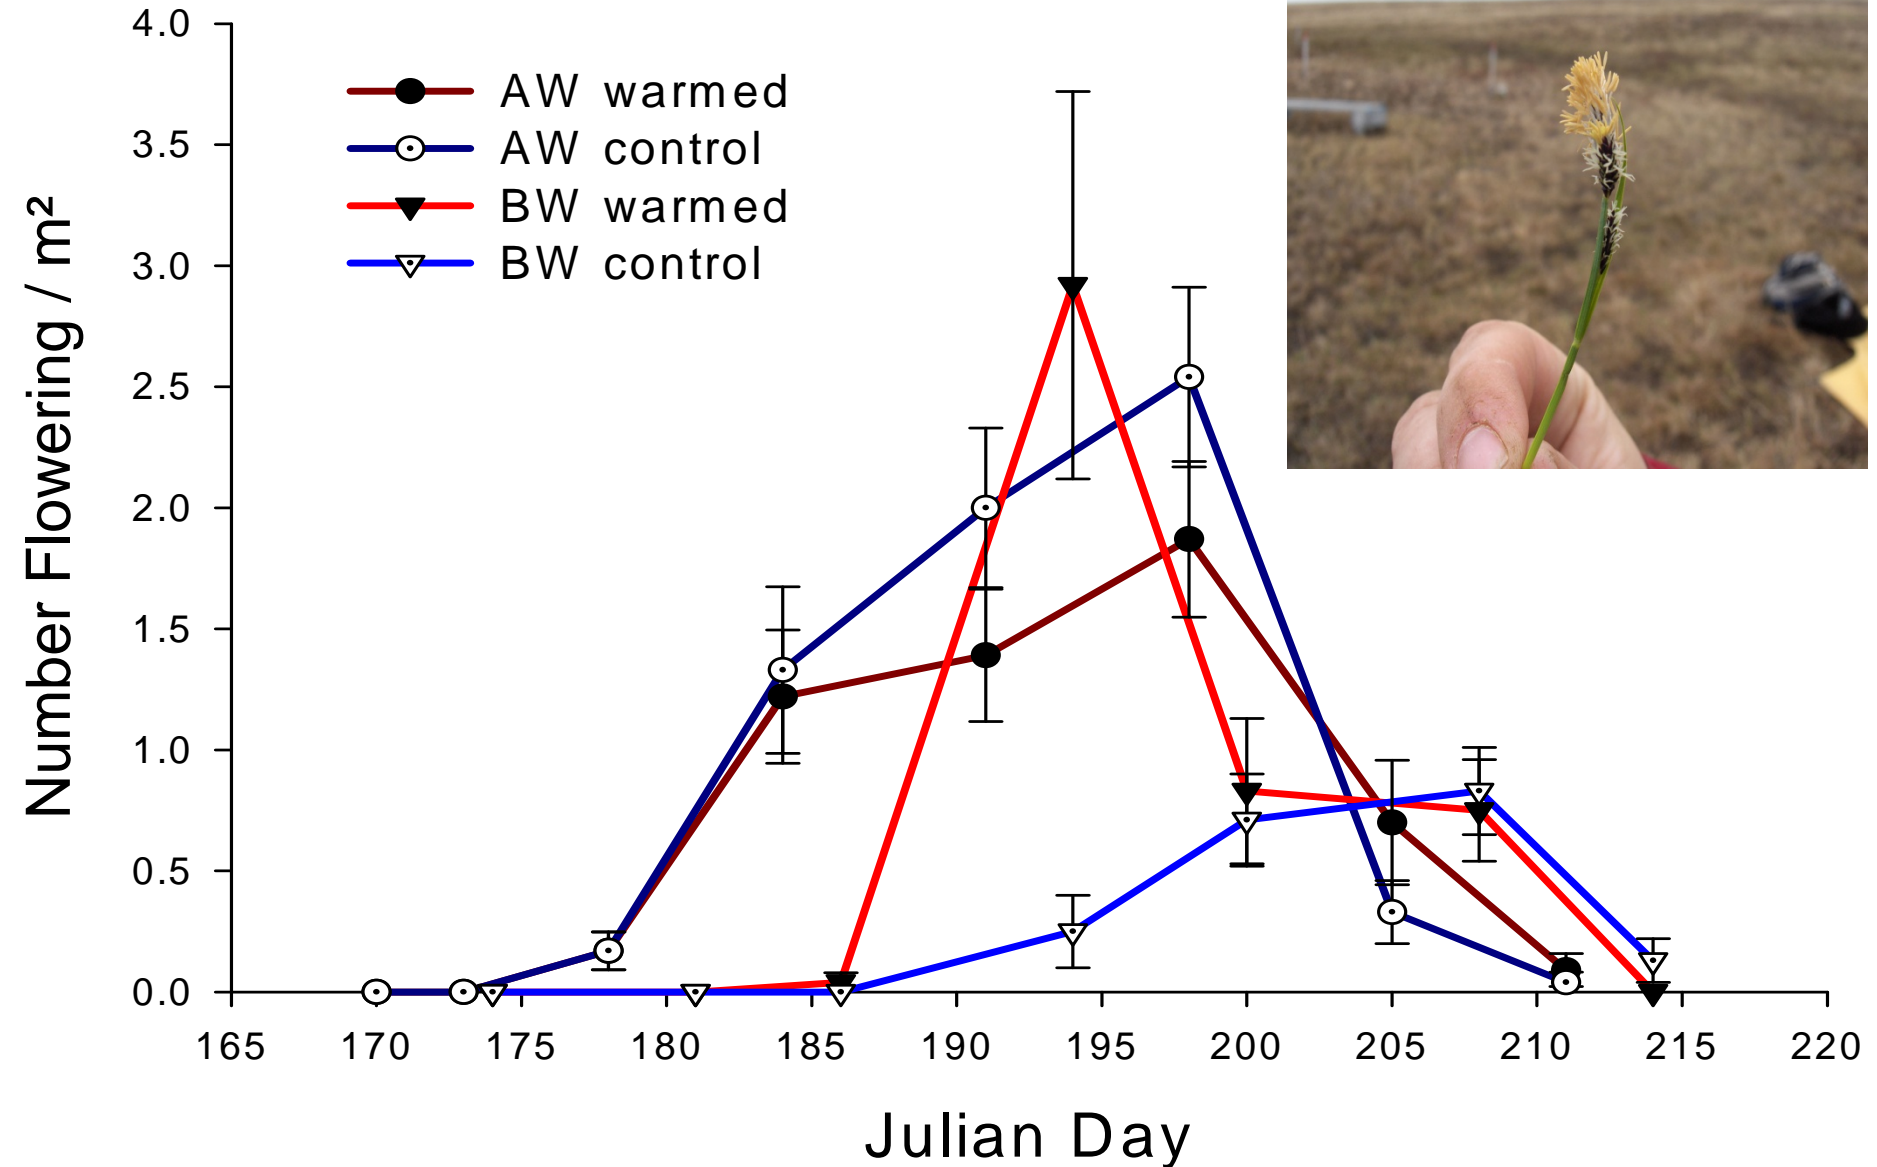 4.0
3.5
3.0
2.5
2.0
1.5
1.0
0.5
0.0
Number Flowering / m²
AW warmed
AW control
BW warmed
BW control
165 170 175 180 185 190 195 200 205 210 215 220
Julian Day